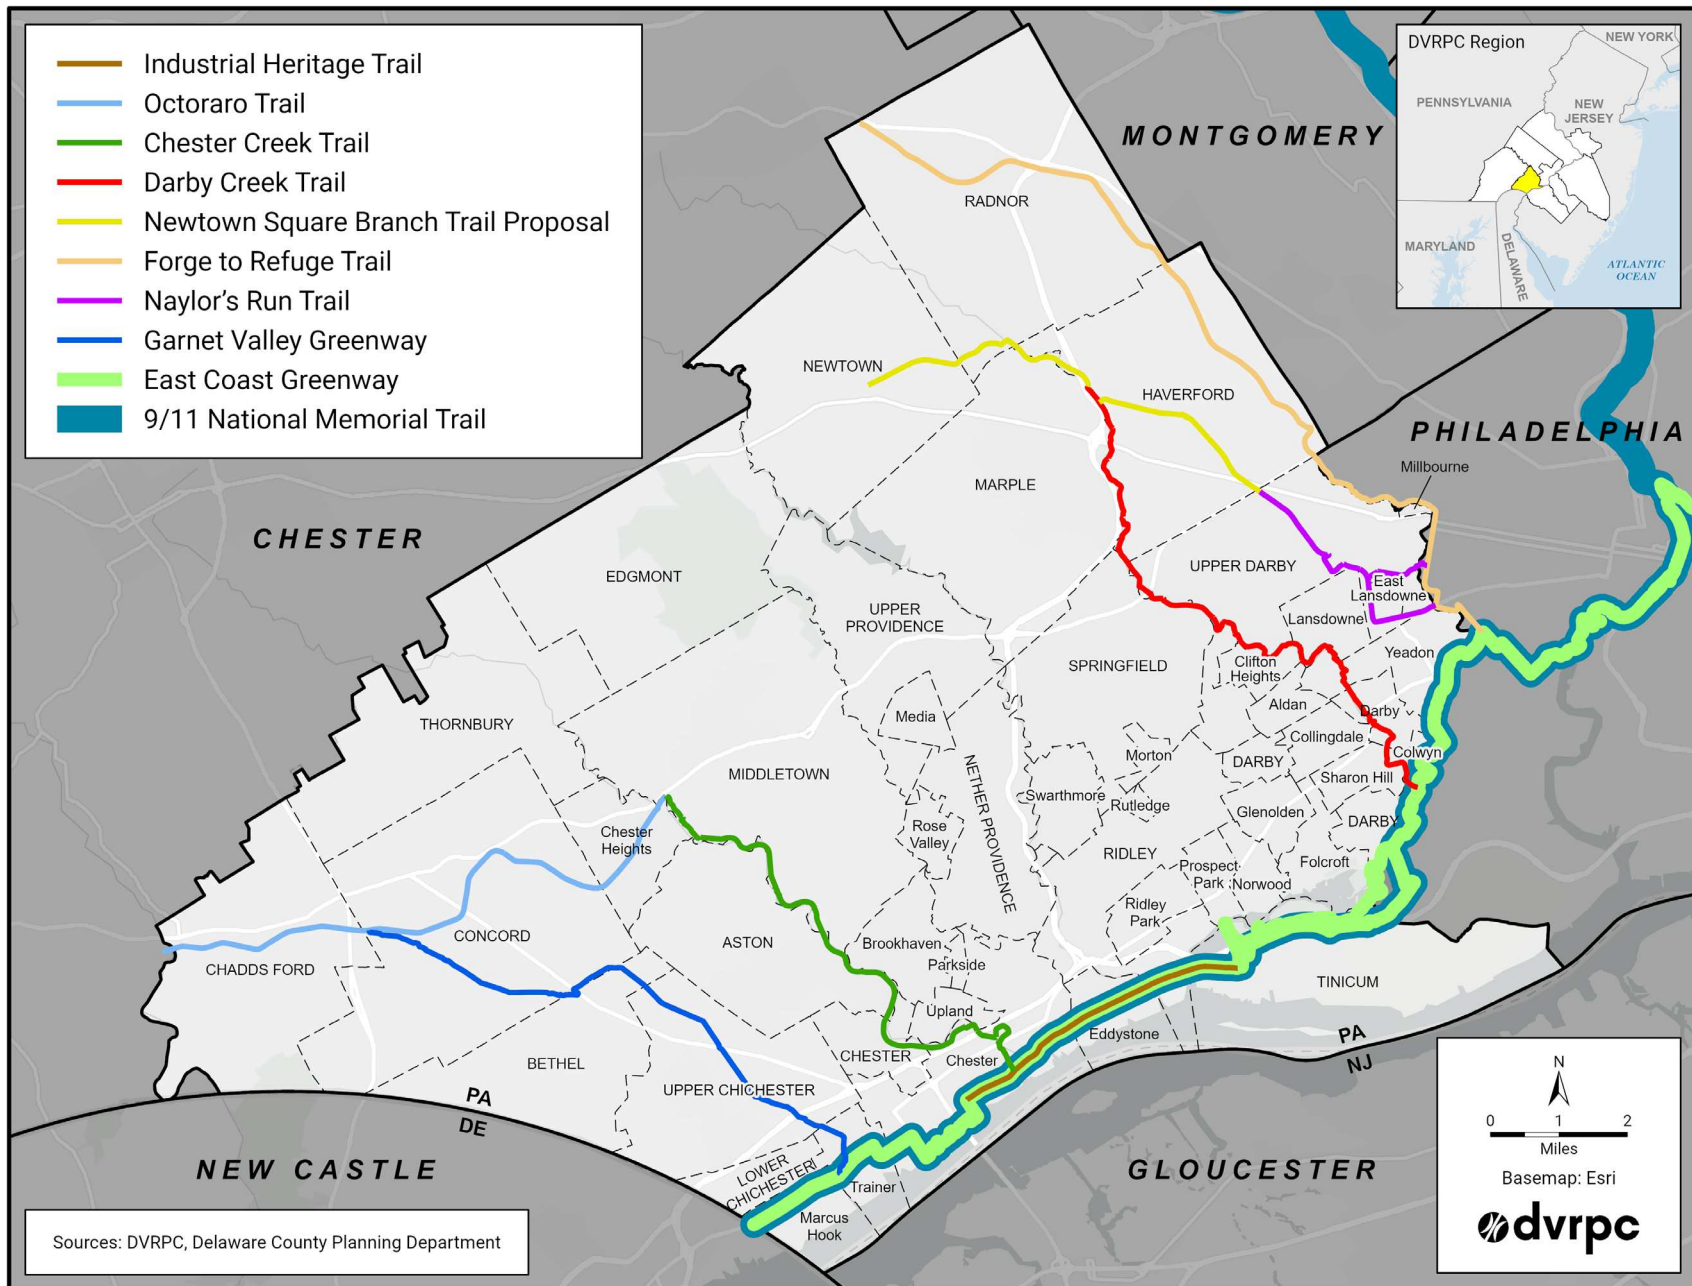 Industrial Heritage Trail
Octoraro Trail
Chester Creek Trail
Darby Creek Trail
Newtown Square Branch Trail Proposal
Forge to Refuge Trail
Naylor's Run Trail
Garnet Valley Greenway
East Coast Greenway
9/11 National Memorial Trail
DVRPC Region
NEW YORK
PENNSYLVANIA
NEW
JERSEY
MARYLAND
DELAWARE
ATLANTIC
OCEAN
MONTGOMERY
RADNOR
NEWTOWN
HAVERFORD
PHILADELPHIA
Millbourne
MARPLE
CHESTER
EDGMONT
UPPER DARBY
East
Lansdowne
UPPER
PROVIDENCE
Lansdowne
Yeadon
SPRINGFIELD
Clifton
Heights
Aldan
Darby
THORNBURY
Media
Collingdale
Colwyn
Morton
DARBY
MIDDLETOWN
NETHER PROVIDENCE
Sharon Hill
Swarthmore
Rutledge
Glenolden
DARBY
Chester
Heights
Rose
Valley
RIDLEY
Prospect
Park
Norwood
Folcroft
Ridley
Park
CONCORD
ASTON
Brookhaven
Parkside
CHADDS FORD
TINICUM
Upland
Eddystone
PA
NJ
BETHEL
CHESTER
Chester
UPPER CHICHESTER
PA
DE
NEW CASTLE
LOWER
CHICHESTER
Trainer
Marcus
Hook
GLOUCESTER
N
0 1 2
Miles
Basemap: Esri
dvrpc
Sources: DVRPC, Delaware County Planning Department